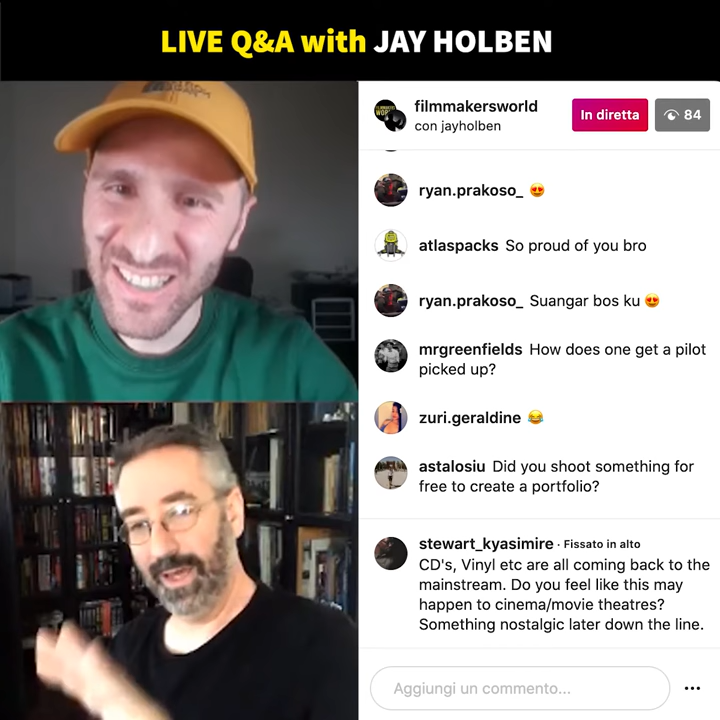 LIVE Q&A with JAY HOLBEN
filmmakersworld
con jayholben
In diretta
84
ryan.prakoso_ 😍
atlaspacks So proud of you bro
ryan.prakoso_ Suangar bos ku 😍
mrgreenfields How does one get a pilot
picked up?
zuri.geraldine 😂
astalosiu Did you shoot something for
free to create a portfolio?
stewart_kyasimire · Fissato in alto
CD's, Vinyl etc are all coming back to the
mainstream. Do you feel like this may
happen to cinema/movie theatres?
Something nostalgic later down the line.
Aggiungi un commento...